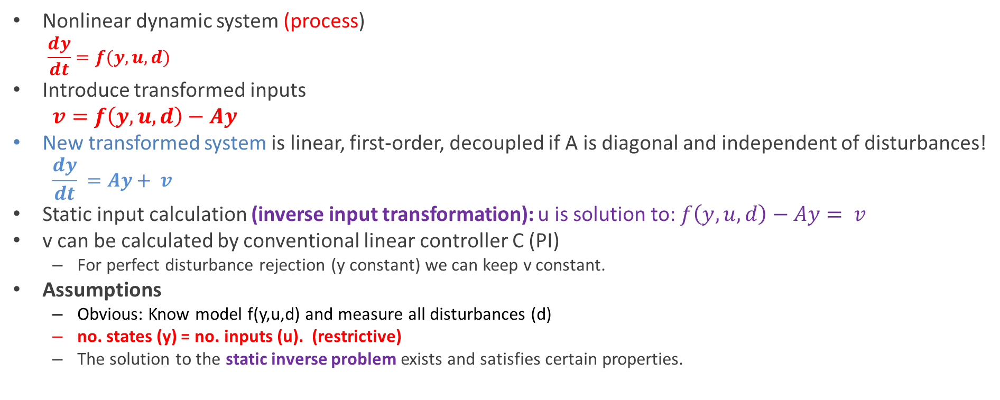 • Nonlinear dynamic system (process)
dy/dt = f(y, u, d)
• Introduce transformed inputs
v = f(y, u, d) − Ay
• New transformed system is linear, first-order, decoupled if A is diagonal and independent of disturbances!
dy/dt = Ay + v
• Static input calculation (inverse input transformation): u is solution to: f(y, u, d) − Ay = v
• v can be calculated by conventional linear controller C (PI)
– For perfect disturbance rejection (y constant) we can keep v constant.
• Assumptions
– Obvious: Know model f(y,u,d) and measure all disturbances (d)
– no. states (y) = no. inputs (u). (restrictive)
– The solution to the static inverse problem exists and satisfies certain properties.